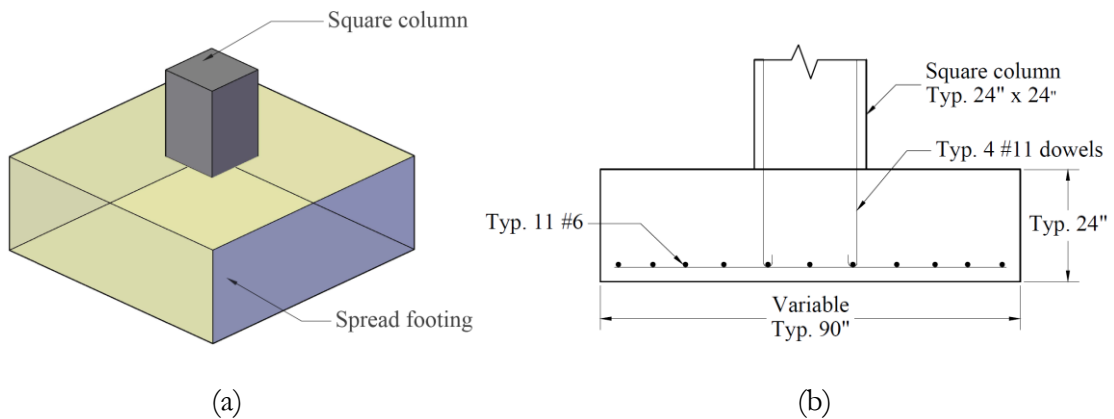 Square column
Spread footing
(a)
Square column
Typ. 24" x 24"
Typ. 4 #11 dowels
Typ. 11 #6
Typ. 24"
Variable
Typ. 90"
(b)